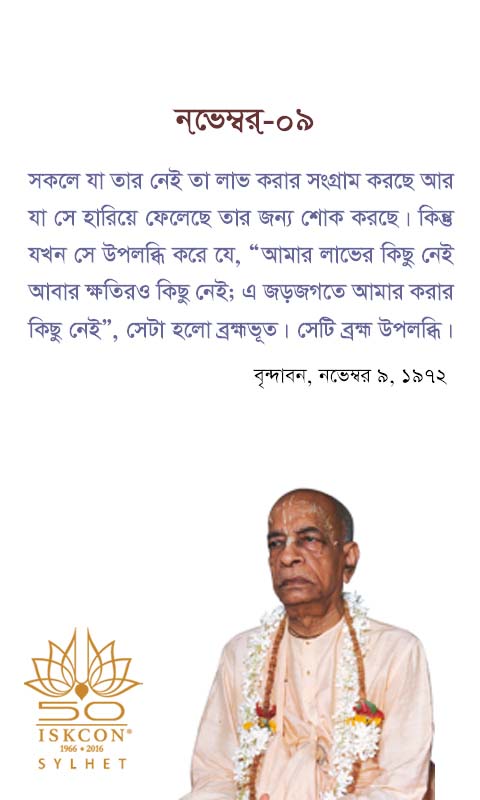 নভেম্বর-০৯
সকলে যা তার নেই তা লাভ করার সংগ্রাম করছে আর
যা সে হারিয়ে ফেলেছে তার জন্য শোক করছে। কিন্তু
যখন সে উপলব্ধি করে যে, “আমার লাভের কিছু নেই
আবার ক্ষতিরও কিছু নেই; এ জড়জগতে আমার করার
কিছু নেই”, সেটা হলো ব্রহ্মভূত। সেটি ব্রহ্ম উপলব্ধি।
বৃন্দাবন, নভেম্বর ৯, ১৯৭২
50
ISKCON®
1966 • 2016
SYLHET